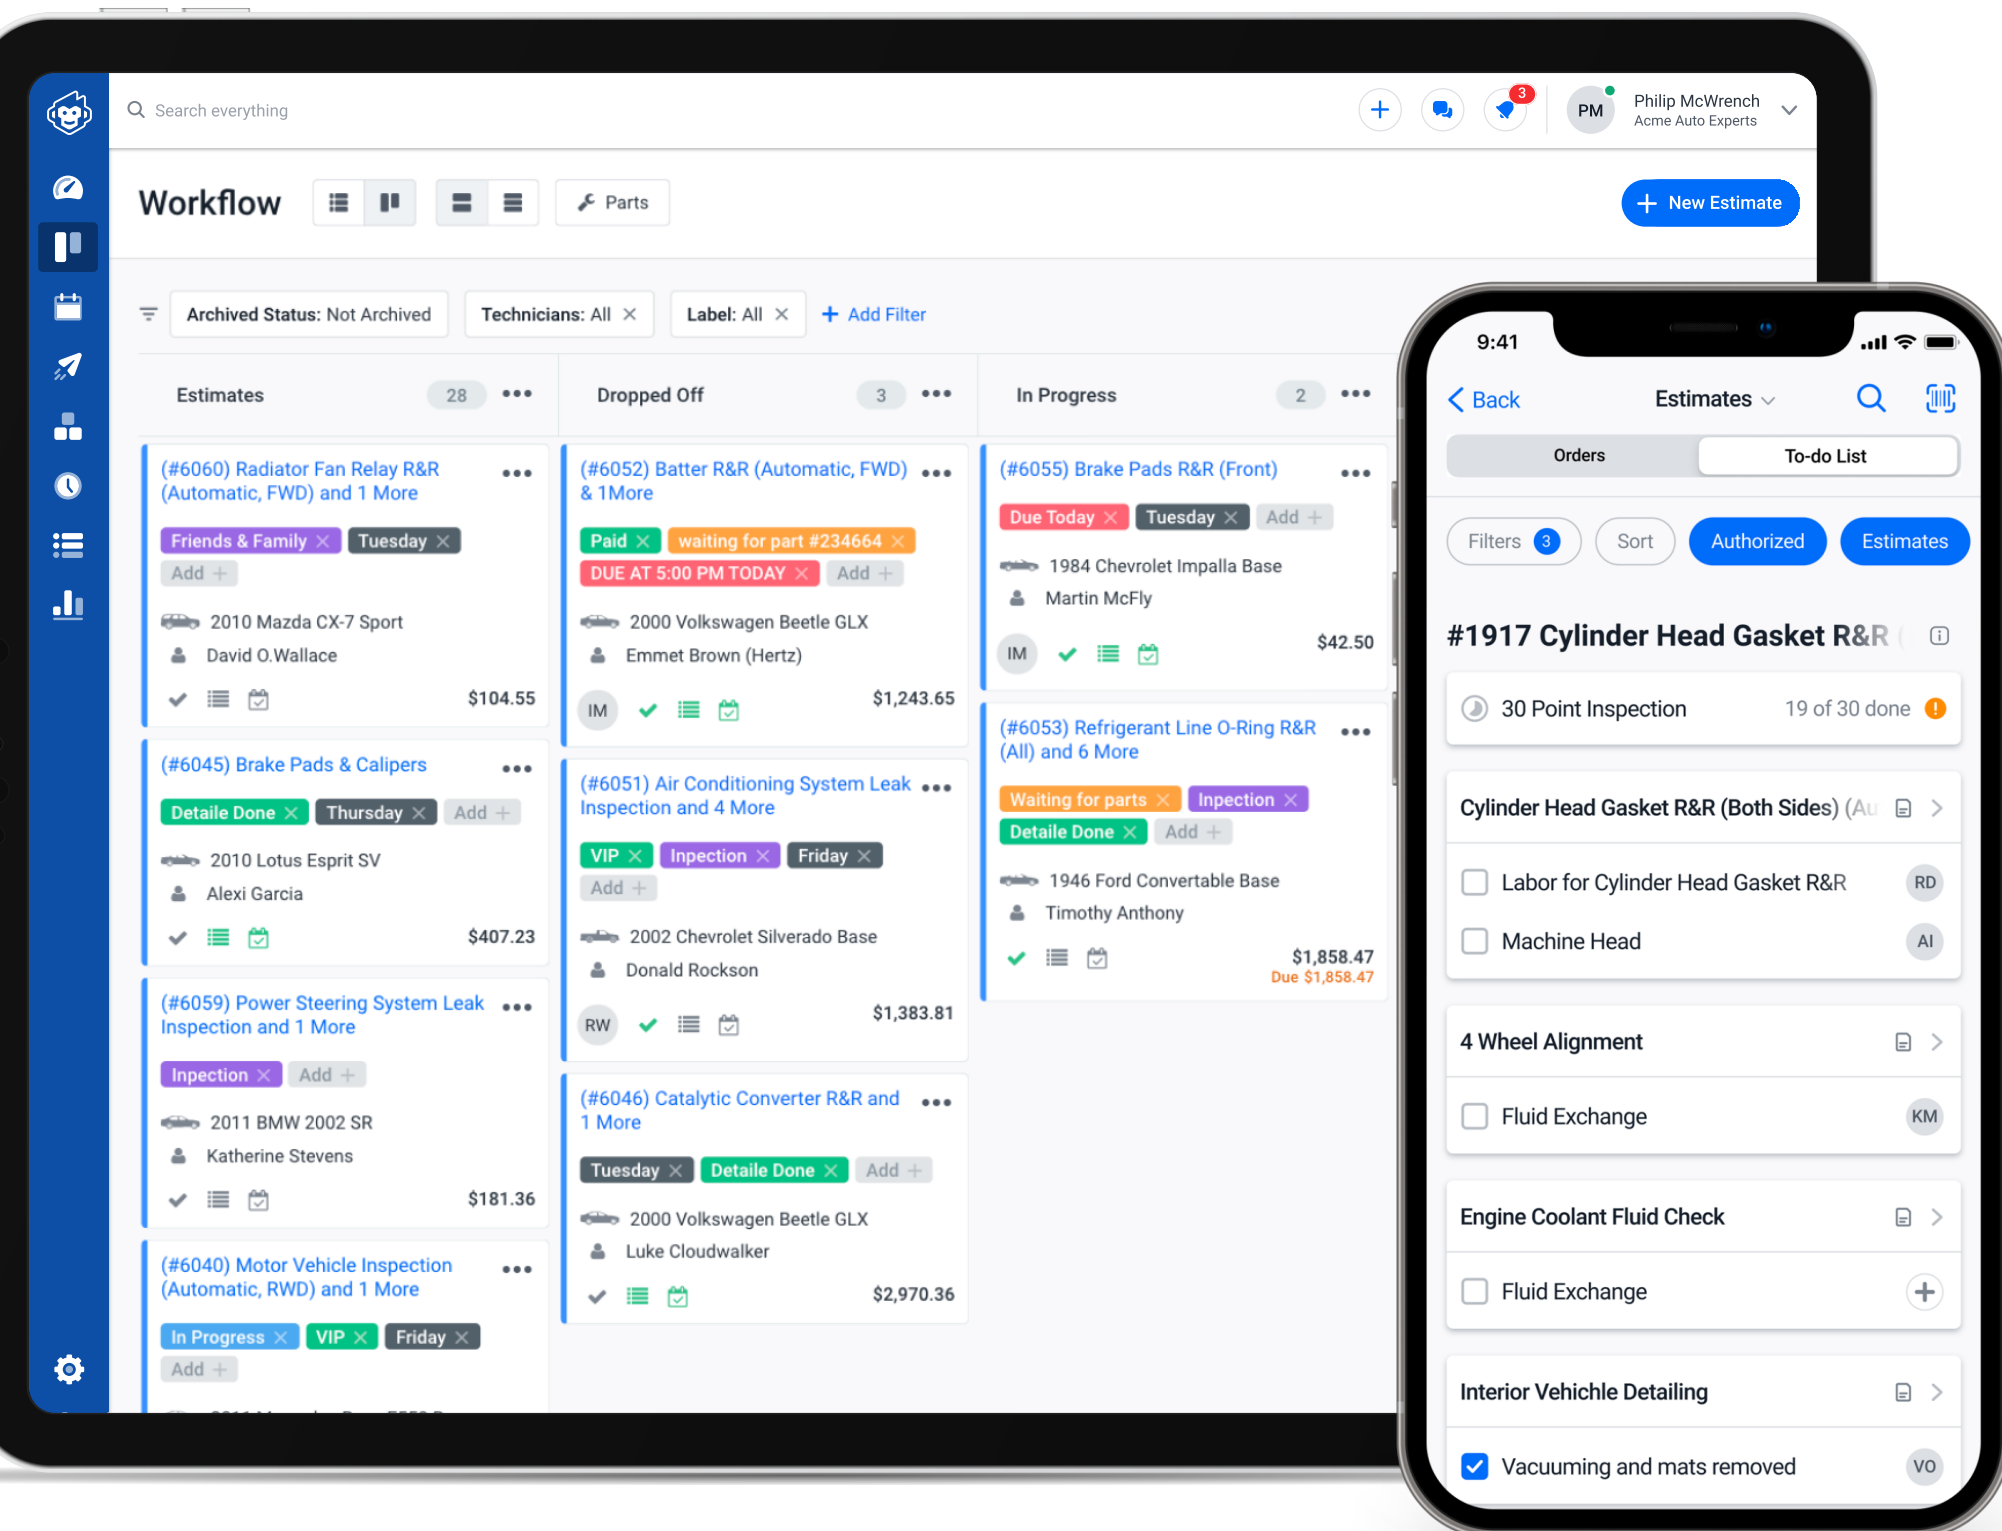 Search everything
3
PM
Philip McWrench
Acme Auto Experts
Workflow
Parts
New Estimate
Archived Status: Not Archived
Technicians: All
Label: All
Add Filter
Estimates
28
(#6060) Radiator Fan Relay R&R
(Automatic, FWD) and 1 More
Friends & Family
Tuesday
Add
2010 Mazda CX-7 Sport
David O.Wallace
$104.55
(#6045) Brake Pads & Calipers
Detaile Done
Thursday
Add
2010 Lotus Esprit SV
Alexi Garcia
$407.23
(#6059) Power Steering System Leak
Inspection and 1 More
Inpection
Add
2011 BMW 2002 SR
Katherine Stevens
$181.36
(#6040) Motor Vehicle Inspection
(Automatic, RWD) and 1 More
In Progress
VIP
Friday
Add
Dropped Off
3
(#6052) Batter R&R (Automatic, FWD)
& 1More
Paid
waiting for part #234664
DUE AT 5:00 PM TODAY
Add
2000 Volkswagen Beetle GLX
Emmet Brown (Hertz)
IM
$1,243.65
(#6051) Air Conditioning System Leak
Inspection and 4 More
VIP
Inpection
Friday
Add
2002 Chevrolet Silverado Base
Donald Rockson
RW
$1,383.81
(#6046) Catalytic Converter R&R and
1 More
Tuesday
Detaile Done
Add
2000 Volkswagen Beetle GLX
Luke Cloudwalker
$2,970.36
In Progress
2
(#6055) Brake Pads R&R (Front)
Due Today
Tuesday
Add
1984 Chevrolet Impalla Base
Martin McFly
IM
$42.50
(#6053) Refrigerant Line O-Ring R&R
(All) and 6 More
Waiting for parts
Inpection
Detaile Done
Add
1946 Ford Convertable Base
Timothy Anthony
$1,858.47
Due $1,858.47
9:41
Back
Estimates
Orders
To-do List
Filters 3
Sort
Authorized
Estimates
#1917 Cylinder Head Gasket R&R (
30 Point Inspection
19 of 30 done
Cylinder Head Gasket R&R (Both Sides) (Au
Labor for Cylinder Head Gasket R&R
RD
Machine Head
AI
4 Wheel Alignment
Fluid Exchange
KM
Engine Coolant Fluid Check
Fluid Exchange
Interior Vehichle Detailing
Vacuuming and mats removed
VO